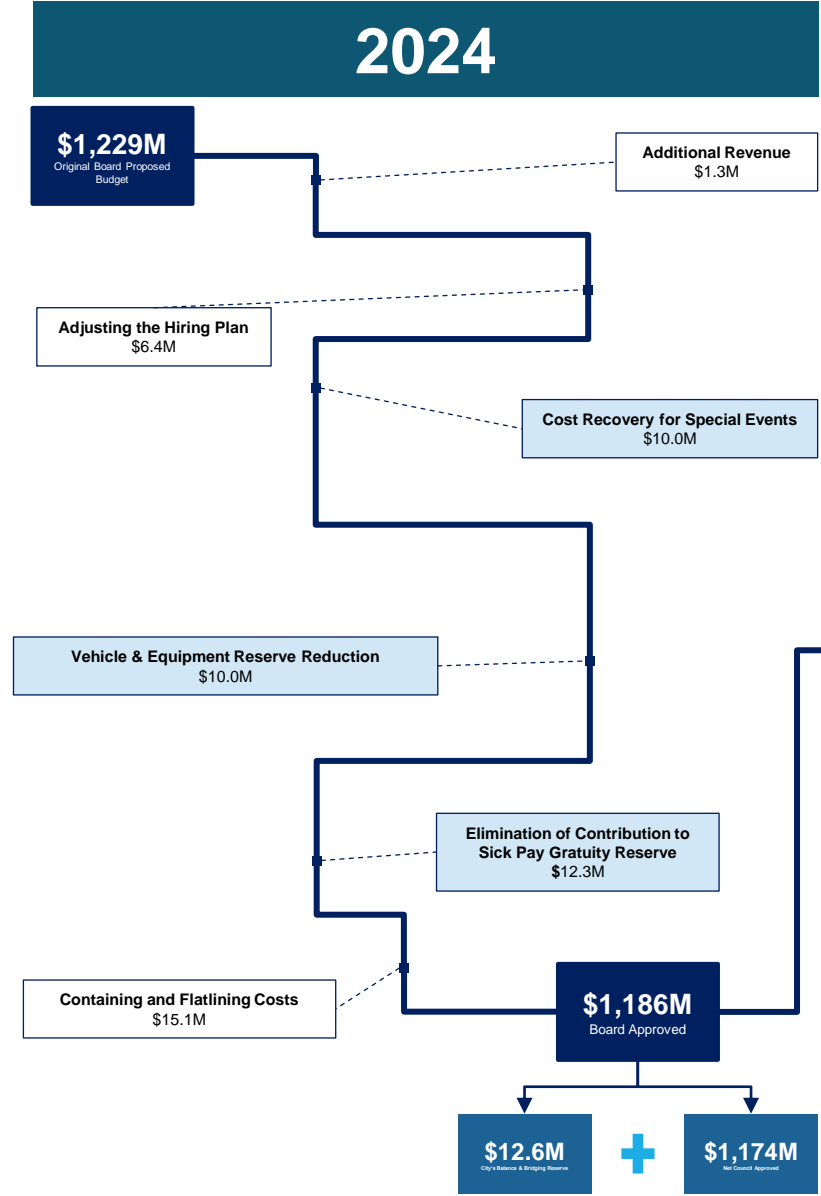 2024
$1,229M
Original Board Proposed
Budget
Additional Revenue
$1.3M
Adjusting the Hiring Plan
$6.4M
Cost Recovery for Special Events
$10.0M
Vehicle & Equipment Reserve Reduction
$10.0M
Elimination of Contribution to
Sick Pay Gratuity Reserve
$12.3M
Containing and Flatlining Costs
$15.1M
$1,186M
Board Approved
$12.6M
City's Balance & Bridging Reserve
$1,174M
Net Council Approved